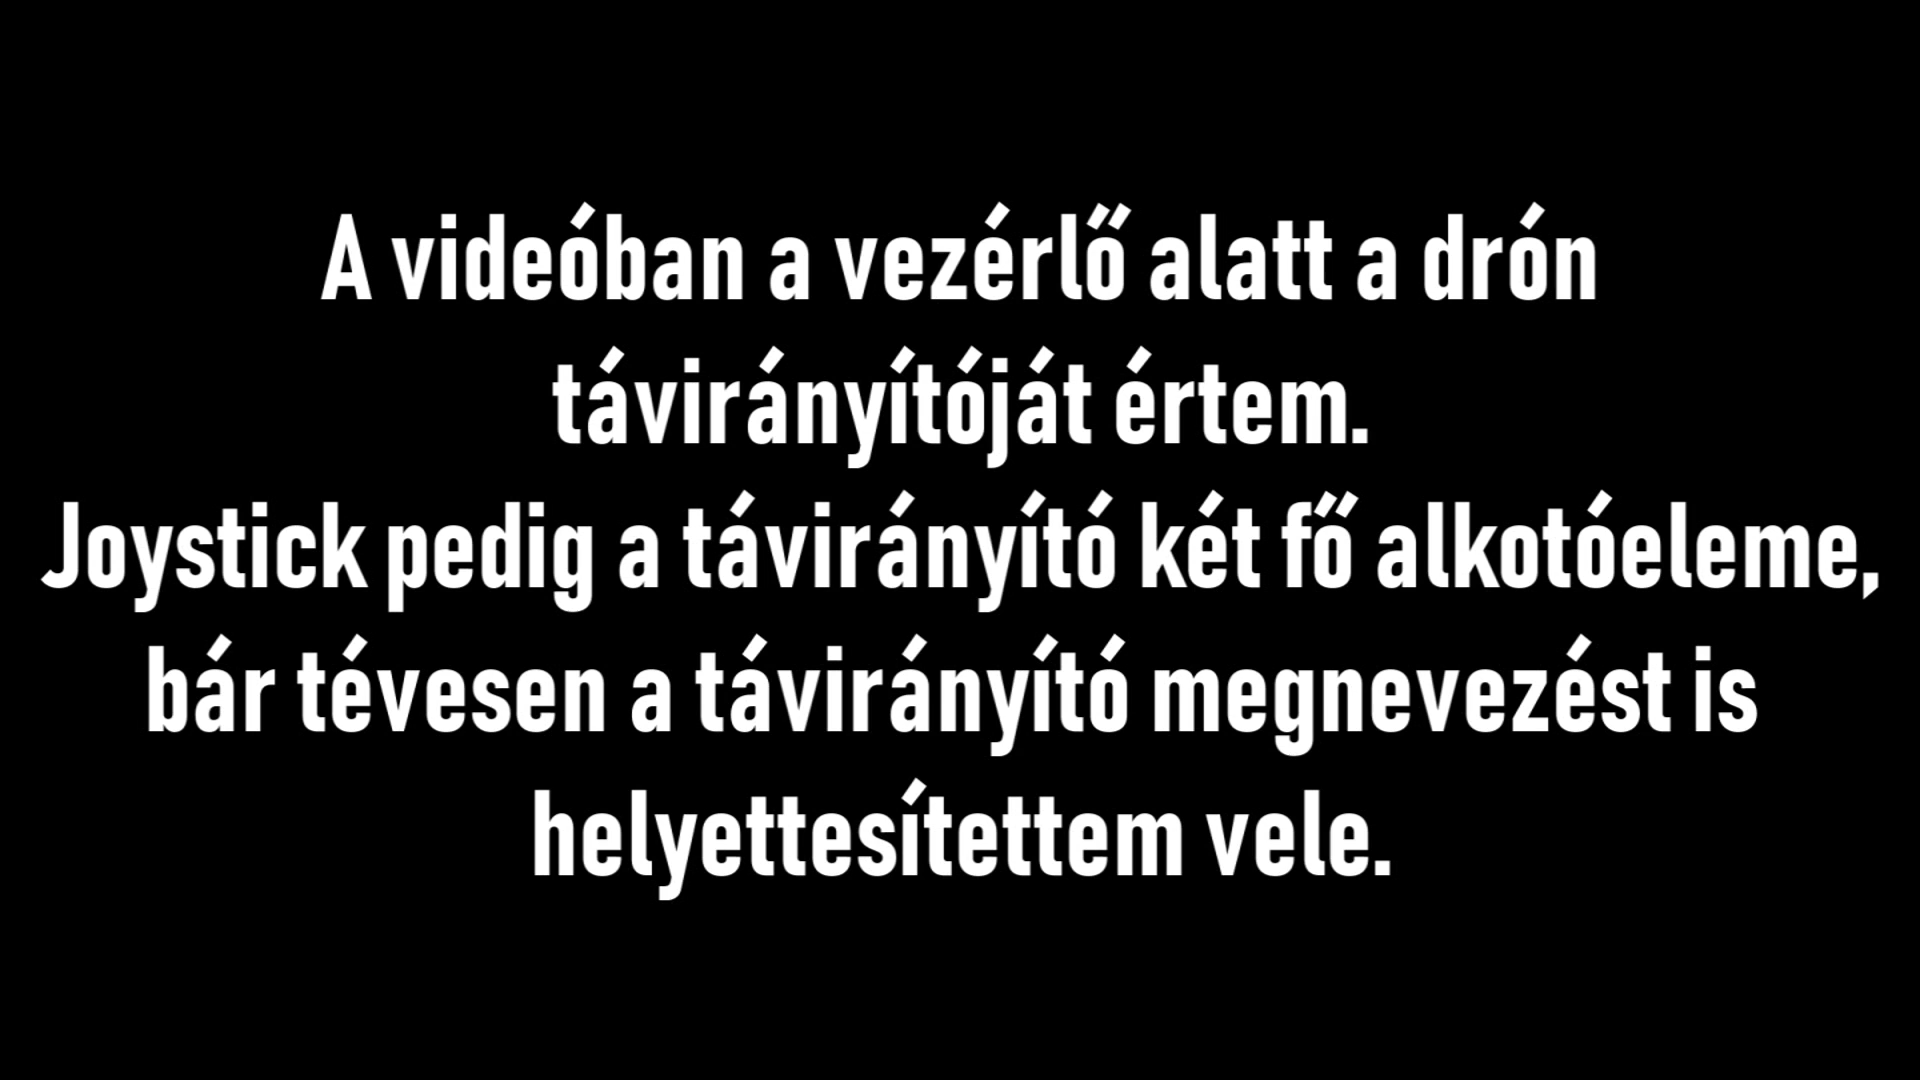 A videóban a vezérlő alatt a drón
távirányítóját értem.
Joystick pedig a távirányító két fő alkotóeleme,
bár tévesen a távirányító megnevezést is
helyettesítettem vele.